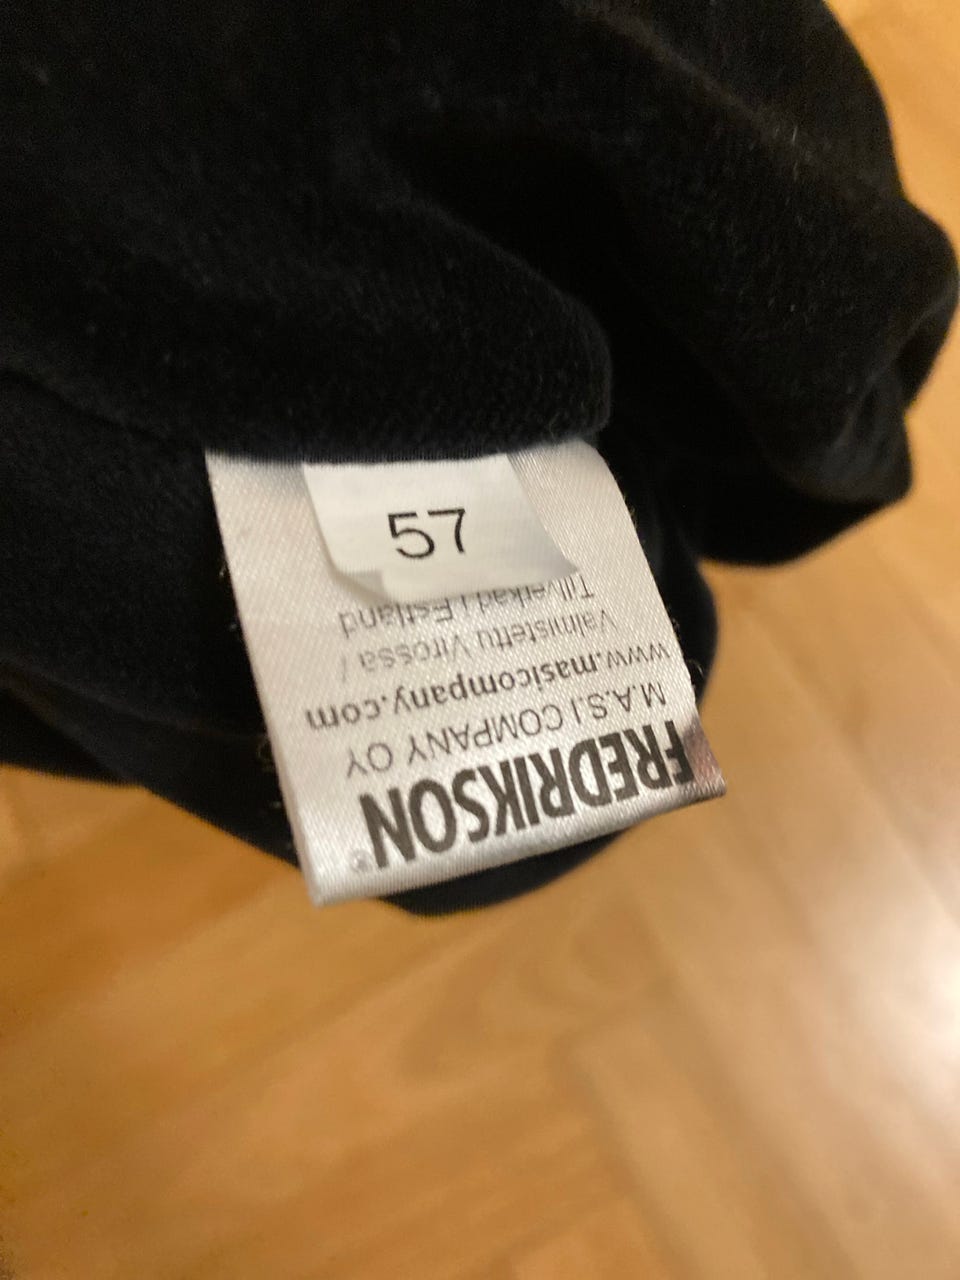 57
FREDRIKSON®
M.A.S.I COMPANY OY
www.masicompany.com
Valmistettu Virossa /
Tillverkad i Estland